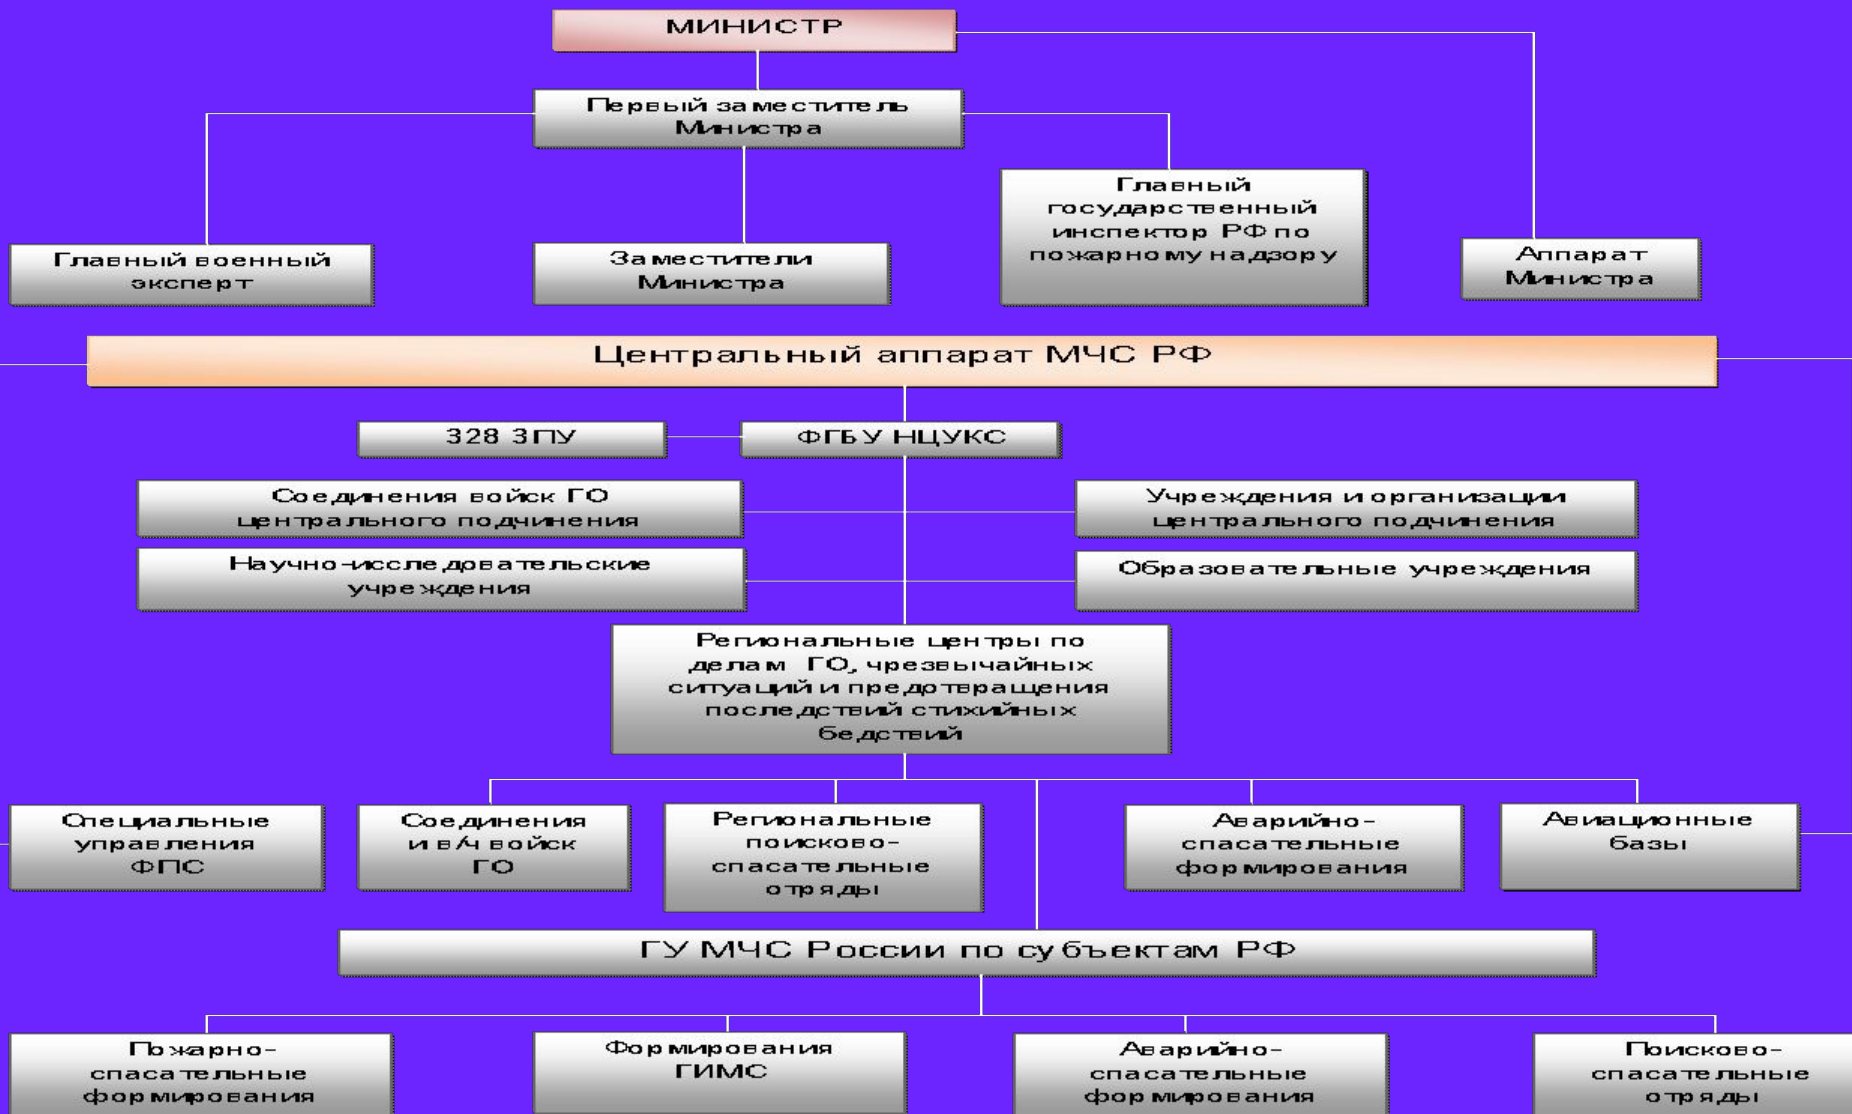 МИНИСТР
Первый заместитель
Министра
Главный военный
эксперт
Заместители
Министра
Главный
государственный
инспектор РФ по
пожарному надзору
Аппарат
Министра
Центральный аппарат МЧС РФ
328 ЗПУ
ФГБУ НЦУКС
Соединения войск ГО
центрального подчинения
Учреждения и организации
центрального подчинения
Научно-исследовательские
учреждения
Образовательные учреждения
Региональные центры по
делам ГО, чрезвычайных
ситуаций и предотвращения
последствий стихийных
бедствий
Специальные
управления
ФПС
Соединения
и в/ч войск
ГО
Региональные
поисково-
спасательные
отряды
Аварийно-
спасательные
формирования
Авиационные
базы
ГУ МЧС России по субъектам РФ
Пожарно-
спасательные
формирования
Формирования
ГИМС
Аварийно-
спасательные
формирования
Поисково-
спасательные
отряды